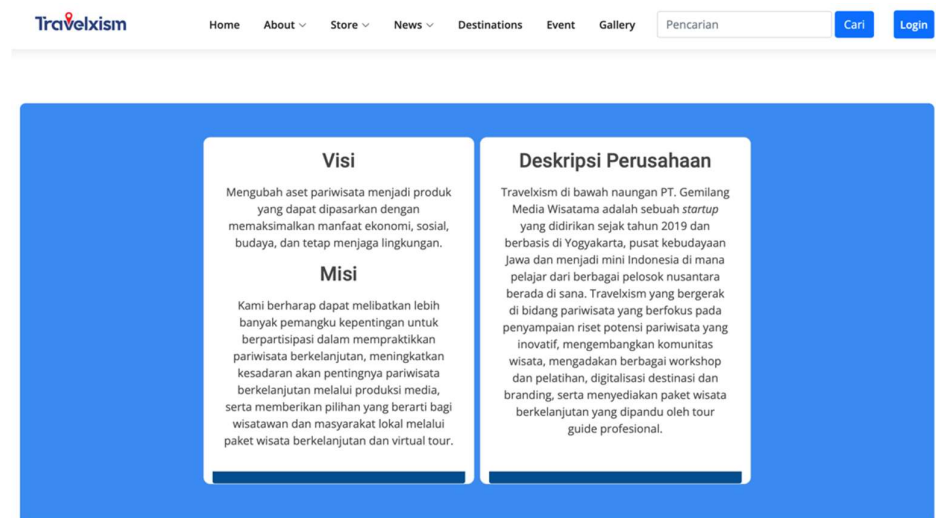 Travelxism
Home About Store News Destinations Event Gallery Pencarian Cari Login
Visi
Mengubah aset pariwisata menjadi produk
yang dapat dipasarkan dengan
memaksimalkan manfaat ekonomi, sosial,
budaya, dan tetap menjaga lingkungan.
Misi
Kami berharap dapat melibatkan lebih
banyak pemangku kepentingan untuk
berpartisipasi dalam mempraktikkan
pariwisata berkelanjutan, meningkatkan
kesadaran akan pentingnya pariwisata
berkelanjutan melalui produksi media,
serta memberikan pilihan yang berarti bagi
wisatawan dan masyarakat lokal melalui
paket wisata berkelanjutan dan virtual tour.
Deskripsi Perusahaan
Travelxism di bawah naungan PT. Gemilang
Media Wisatama adalah sebuah startup
yang didirikan sejak tahun 2019 dan
berbasis di Yogyakarta, pusat kebudayaan
Jawa dan menjadi mini Indonesia di mana
pelajar dari berbagai pelosok nusantara
berada di sana. Travelxism yang bergerak
di bidang pariwisata yang berfokus pada
penyampaian riset potensi pariwisata yang
inovatif, mengembangkan komunitas
wisata, mengadakan berbagai workshop
dan pelatihan, digitalisasi destinasi dan
branding, serta menyediakan paket wisata
berkelanjutan yang dipandu oleh tour
guide profesional.